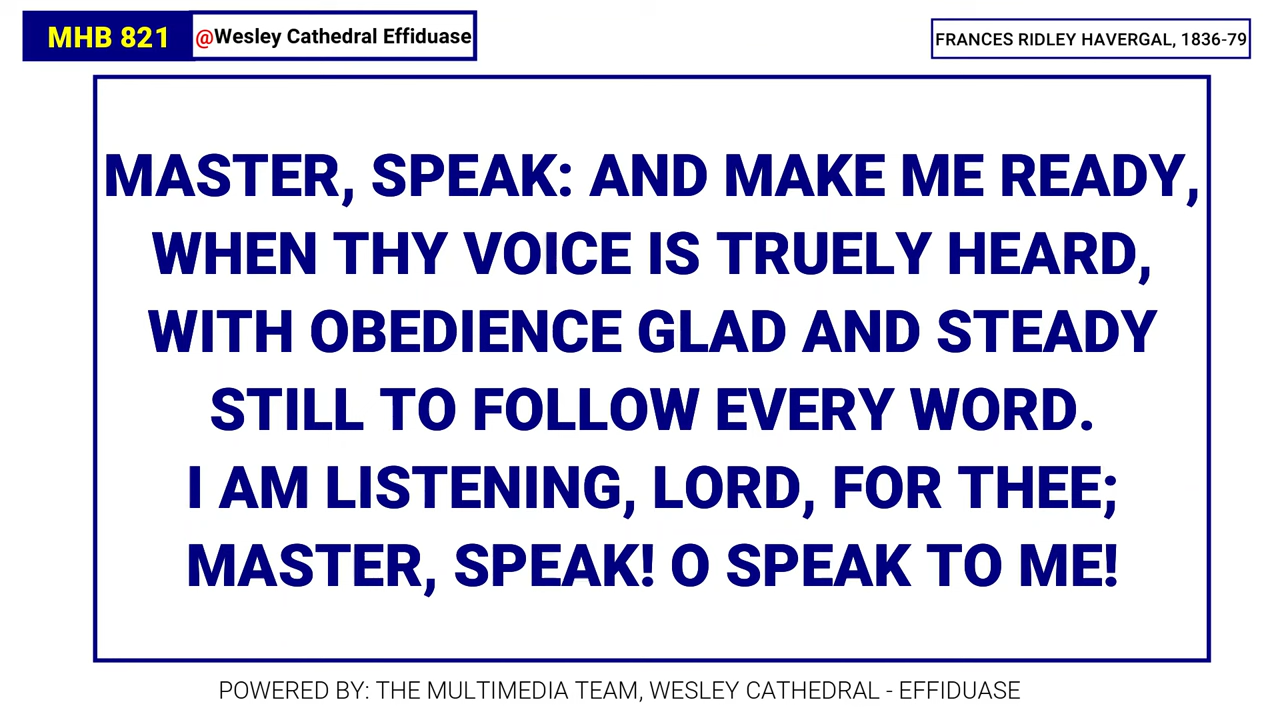 MHB 821
@Wesley Cathedral Effiduase
FRANCES RIDLEY HAVERGAL, 1836-79
MASTER, SPEAK: AND MAKE ME READY,
WHEN THY VOICE IS TRUELY HEARD,
WITH OBEDIENCE GLAD AND STEADY
STILL TO FOLLOW EVERY WORD.
I AM LISTENING, LORD, FOR THEE;
MASTER, SPEAK! O SPEAK TO ME!
POWERED BY: THE MULTIMEDIA TEAM, WESLEY CATHEDRAL - EFFIDUASE